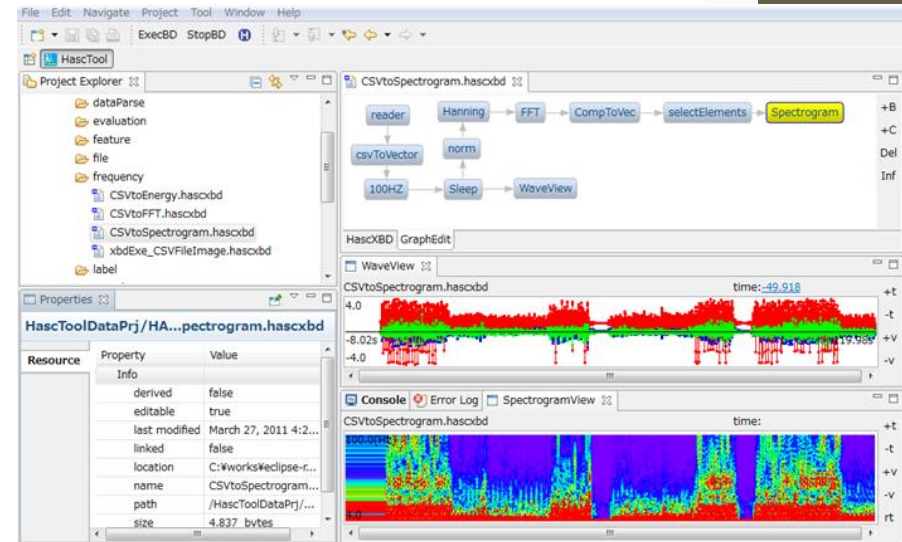 File Edit Navigate Project Tool Window Help
ExecBD StopBD
HascTool
Project Explorer
dataParse
evaluation
feature
file
frequency
CSVtoEnergy.hascxbd
CSVtoFFT.hascxbd
CSVtoSpectrogram.hascxbd
xbdExe_CSVFileImage.hascxbd
label
Properties
HascToolDataPrj/HA...pectrogram.hascxbd
Resource
Property Value
Info
derived false
editable true
last modified March 27, 2011 4:2...
linked false
location C:¥works¥eclipse-r...
name CSVtoSpectrogram...
path /HascToolDataPrj/...
size 4.837 bytes
CSVtoSpectrogram.hascxbd
reader Hanning FFT CompToVec selectElements Spectrogram
csvToVector norm
100HZ Sleep WaveView
+B
+C
Del
Inf
HascXBD GraphEdit
WaveView
CSVtoSpectrogram.hascxbd time:-49.918
4.0
-8.02s
-4.0
+t
-t
+v
-v
Console Error Log SpectrogramView
CSVtoSpectrogram.hascxbd time:
+t
-t
+v
-v
rt